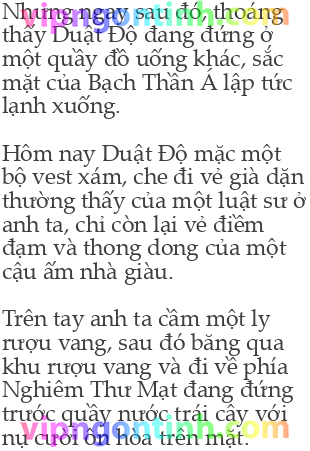 Nhưng ngay sau đó, thoáng
thấy Duật Độ đang đứng ở
một quầy đồ uống khác, sắc
mặt của Bạch Thần Á lập tức
lạnh xuống.
Hôm nay Duật Độ mặc một
bộ vest xám, che đi vẻ già dặn
thường thấy của một luật sư ở
anh ta, chỉ còn lại vẻ điềm
đạm và thong dong của một
cậu ấm nhà giàu.
Trên tay anh ta cầm một ly
rượu vang, sau đó băng qua
khu rượu vang và đi về phía
Nghiêm Thư Mạt đang đứng
trước quầy nước trái cây với
nụ cười ôn hòa trên mặt.
vipngontinh.com
vipngontinh.com